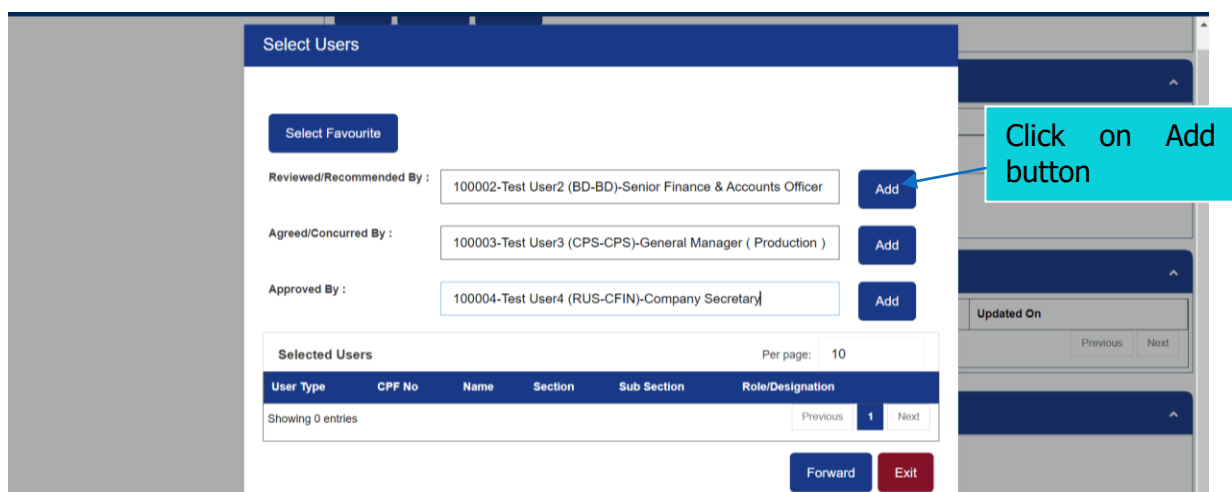 Select Users
Select Favourite
Reviewed/Recommended By :
100002-Test User2 (BD-BD)-Senior Finance & Accounts Officer
Add
Click on Add
button
Agreed/Concurred By :
100003-Test User3 (CPS-CPS)-General Manager ( Production )
Add
Approved By :
100004-Test User4 (RUS-CFIN)-Company Secretary
Add
Updated On
Previous Next
Selected Users Per page: 10
User Type CPF No Name Section Sub Section Role/Designation
Showing 0 entries Previous 1 Next
Forward Exit